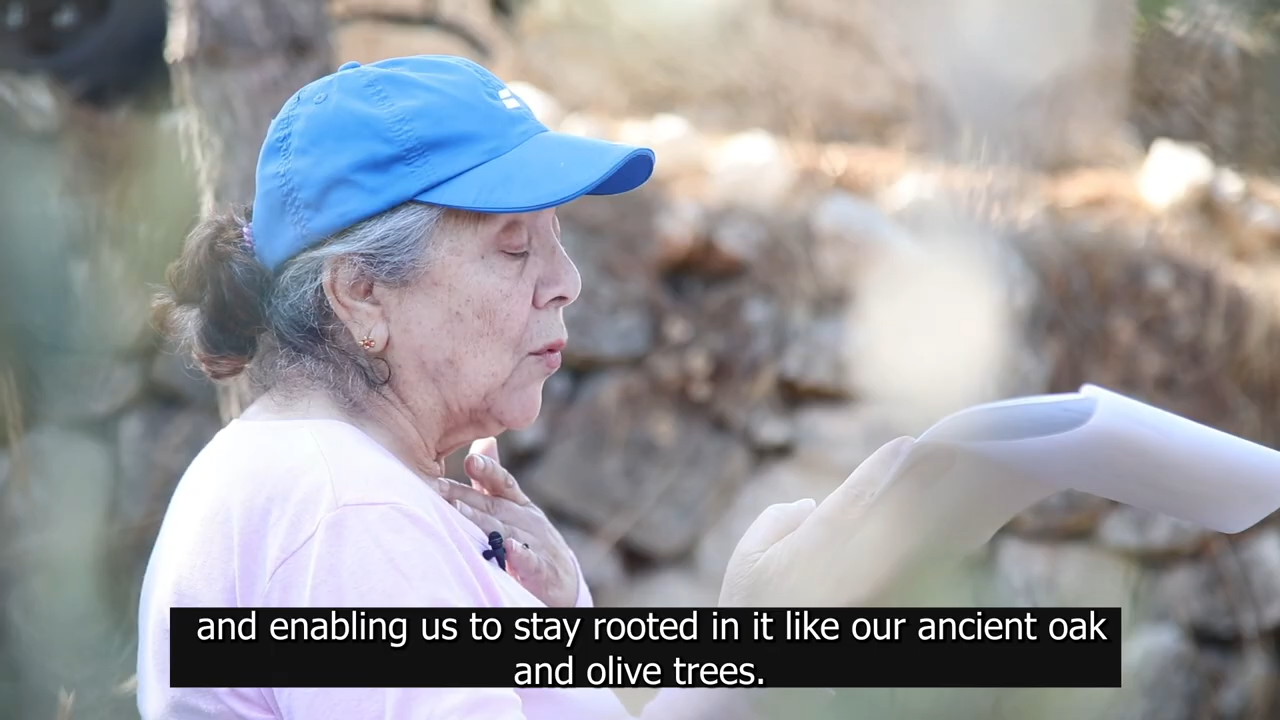 and enabling us to stay rooted in it like our ancient oak
and olive trees.